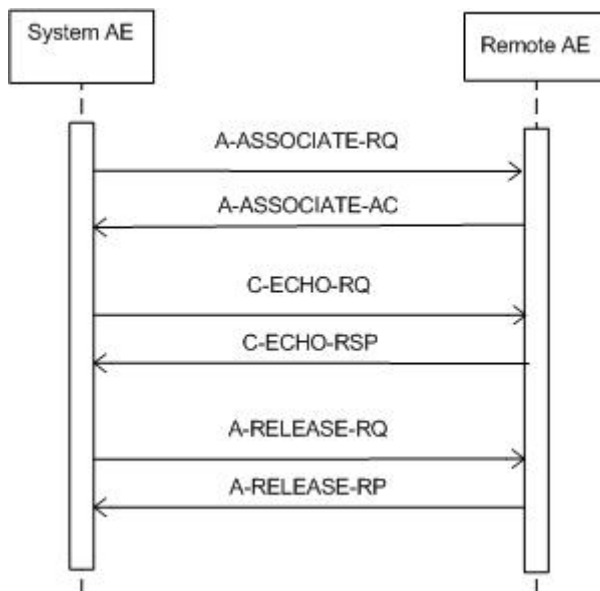 System AE
Remote AE
A-ASSOCIATE-RQ
A-ASSOCIATE-AC
C-ECHO-RQ
C-ECHO-RSP
A-RELEASE-RQ
A-RELEASE-RP